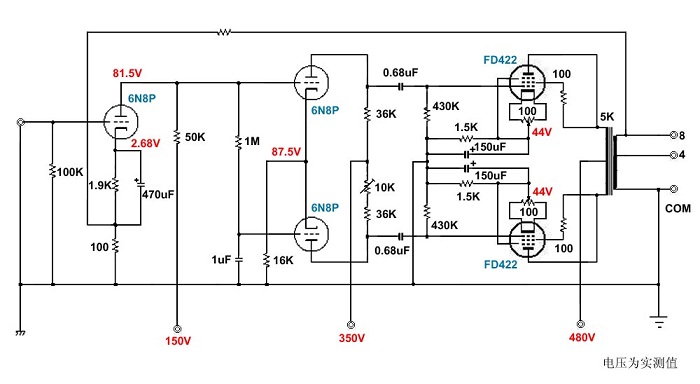 81.5V
6N8P
2.68V
100K
1.9K
470uF
100
50K
150V
1M
1uF
6N8P
87.5V
6N8P
16K
36K
10K
36K
350V
0.68uF
0.68uF
430K
1.5K
150uF
150uF
1.5K
430K
FD422
100
44V
100
5K
44V
100
100
FD422
480V
8
4
COM
电压为实测值